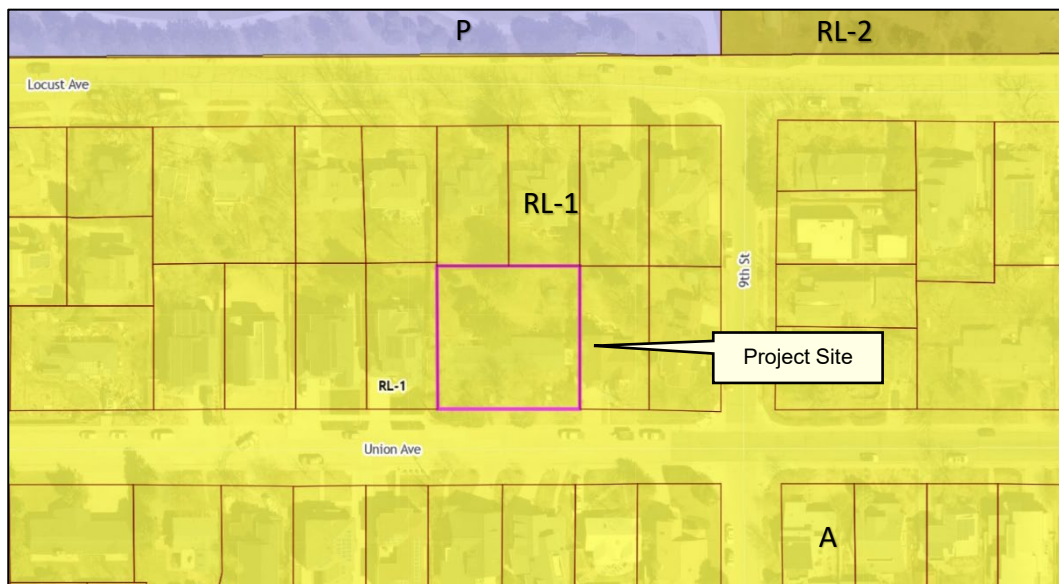 P
RL-2
Locust Ave
RL-1
9th St
Project Site
RL-1
Union Ave
A